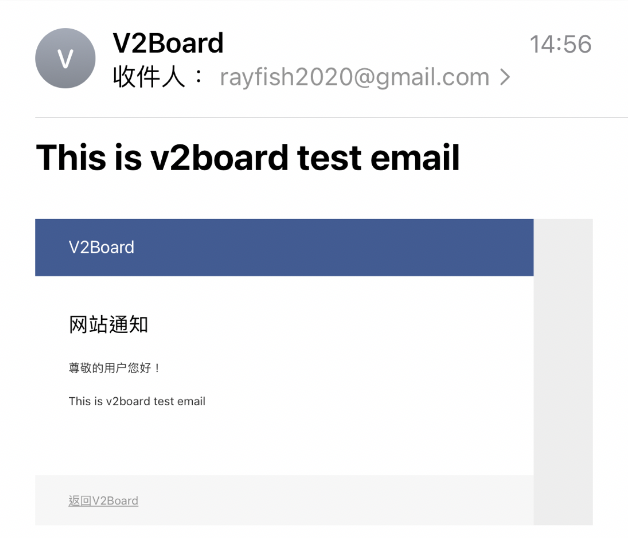 V
V2Board
14:56
收件人： rayfish2020@gmail.com
This is v2board test email
V2Board
网站通知
尊敬的用户您好！
This is v2board test email
返回V2Board